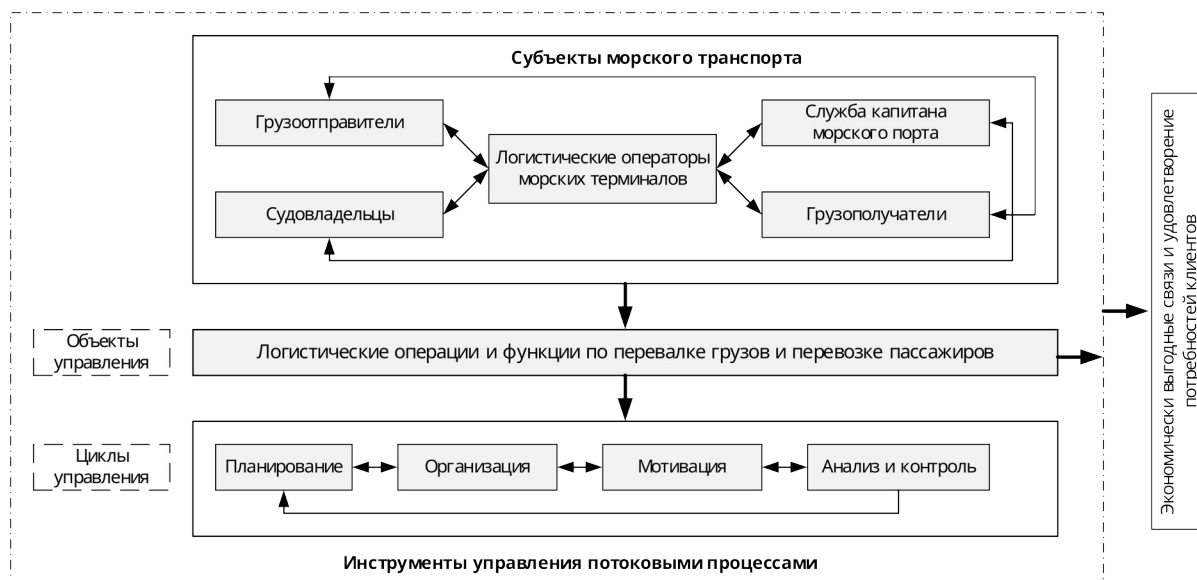 Субъекты морского транспорта
Грузоотправители
Служба капитана
морского порта
Логистические операторы
морских терминалов
Судовладельцы
Грузополучатели
Экономически выгодные связи и удовлетворение
потребностей клиентов
Объекты
управления
Логистические операции и функции по перевалке грузов и перевозке пассажиров
Циклы
управления
Планирование
Организация
Мотивация
Анализ и контроль
Инструменты управления потоковыми процессами